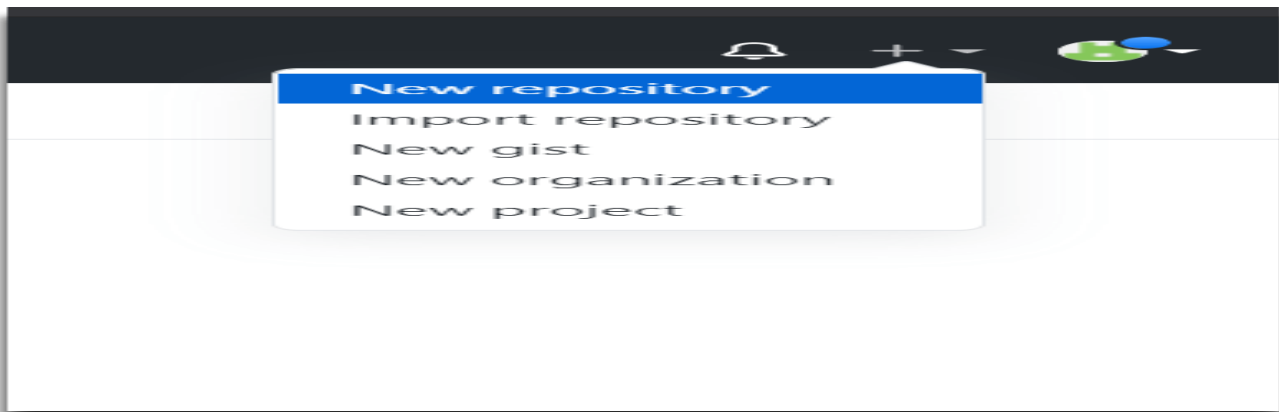 New repository
Import repository
New gist
New organization
New project